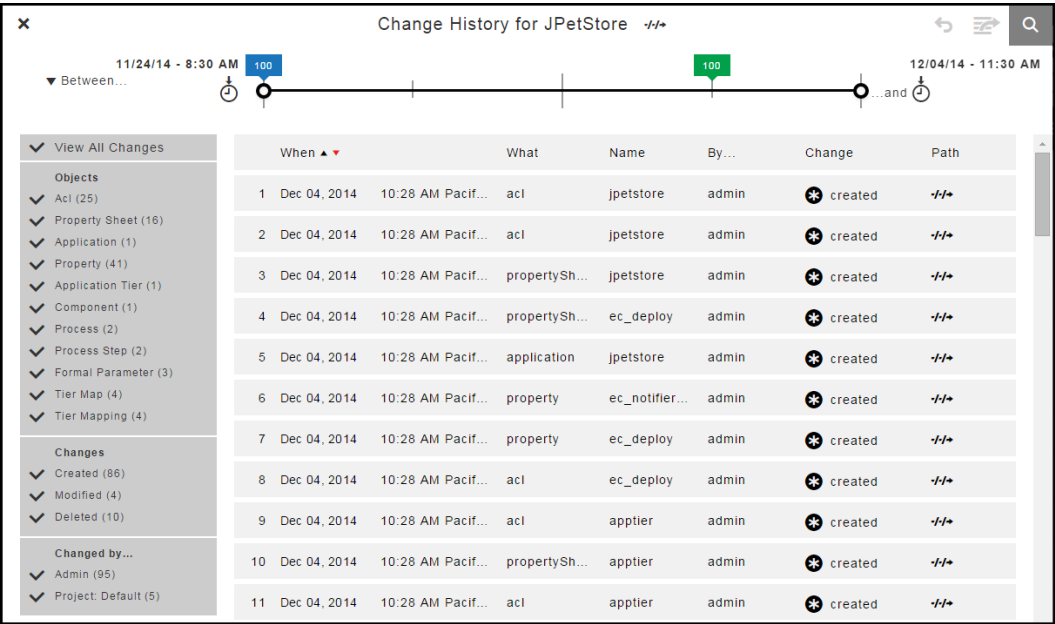 Change History for JPetStore
11/24/14 - 8:30 AM 100 100 12/04/14 - 11:30 AM
Between... ...and
View All Changes
Objects
Acl (25)
Property Sheet (16)
Application (1)
Property (41)
Application Tier (1)
Component (1)
Process (2)
Process Step (2)
Formal Parameter (3)
Tier Map (4)
Tier Mapping (4)
Changes
Created (86)
Modified (4)
Deleted (10)
Changed by...
Admin (95)
Project: Default (5)
When What Name By... Change Path
1 Dec 04, 2014 10:28 AM Pacif... acl jpetstore admin created
2 Dec 04, 2014 10:28 AM Pacif... acl jpetstore admin created
3 Dec 04, 2014 10:28 AM Pacif... propertySh... jpetstore admin created
4 Dec 04, 2014 10:28 AM Pacif... propertySh... ec_deploy admin created
5 Dec 04, 2014 10:28 AM Pacif... application jpetstore admin created
6 Dec 04, 2014 10:28 AM Pacif... property ec_notifier... admin created
7 Dec 04, 2014 10:28 AM Pacif... property ec_deploy admin created
8 Dec 04, 2014 10:28 AM Pacif... acl ec_deploy admin created
9 Dec 04, 2014 10:28 AM Pacif... acl apptier admin created
10 Dec 04, 2014 10:28 AM Pacif... propertySh... apptier admin created
11 Dec 04, 2014 10:28 AM Pacif... acl apptier admin created